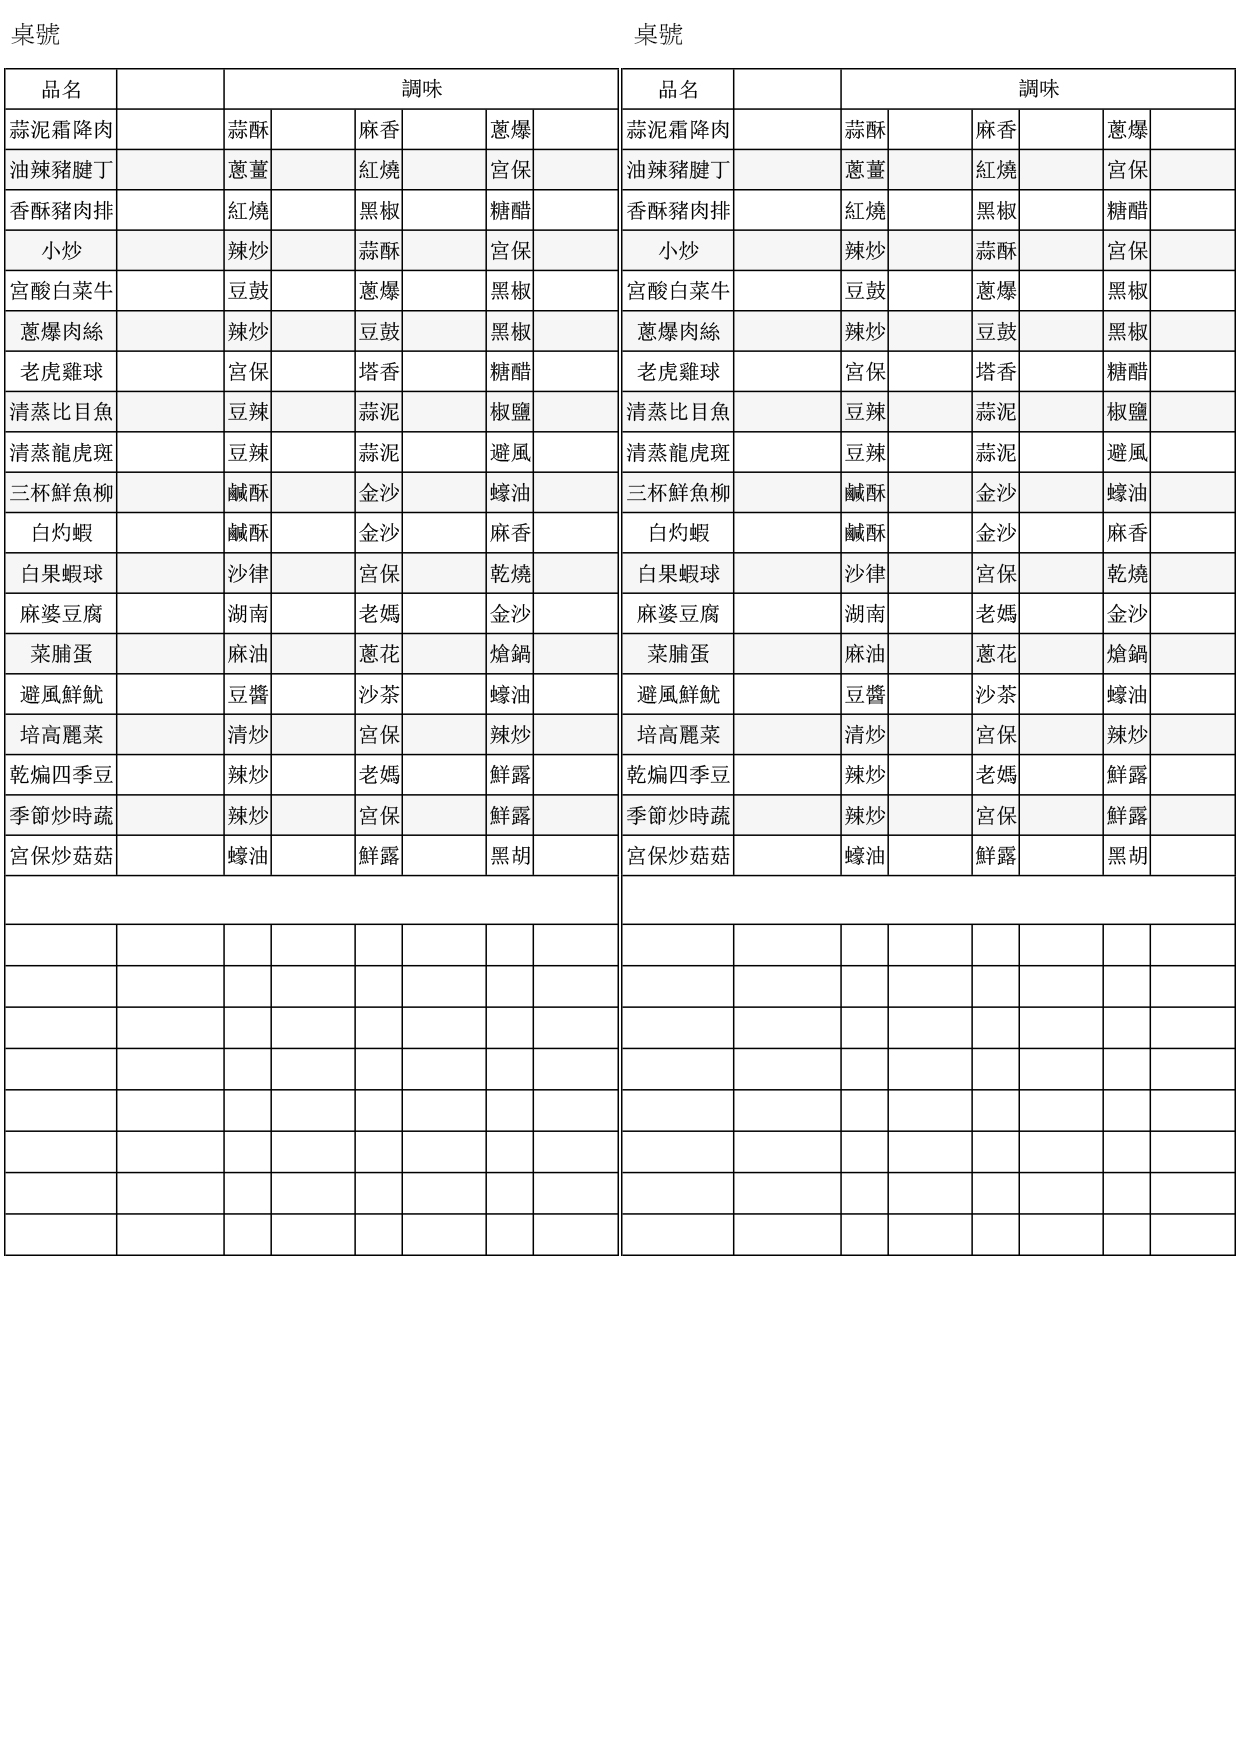 桌號 桌號
品名 調味 品名 調味
蒜泥霜降肉 蒜酥 麻香 蔥爆 蒜泥霜降肉 蒜酥 麻香 蔥爆
油辣豬腱丁 蔥薑 紅燒 宮保 油辣豬腱丁 蔥薑 紅燒 宮保
香酥豬肉排 紅燒 黑椒 糖醋 香酥豬肉排 紅燒 黑椒 糖醋
小炒 辣炒 蒜酥 宮保 小炒 辣炒 蒜酥 宮保
宮酸白菜牛 豆鼓 蔥爆 黑椒 宮酸白菜牛 豆鼓 蔥爆 黑椒
蔥爆肉絲 辣炒 豆鼓 黑椒 蔥爆肉絲 辣炒 豆鼓 黑椒
老虎雞球 宮保 塔香 糖醋 老虎雞球 宮保 塔香 糖醋
清蒸比目魚 豆辣 蒜泥 椒鹽 清蒸比目魚 豆辣 蒜泥 椒鹽
清蒸龍虎斑 豆辣 蒜泥 避風 清蒸龍虎斑 豆辣 蒜泥 避風
三杯鮮魚柳 鹹酥 金沙 蠔油 三杯鮮魚柳 鹹酥 金沙 蠔油
白灼蝦 鹹酥 金沙 麻香 白灼蝦 鹹酥 金沙 麻香
白果蝦球 沙律 宮保 乾燒 白果蝦球 沙律 宮保 乾燒
麻婆豆腐 湖南 老媽 金沙 麻婆豆腐 湖南 老媽 金沙
菜脯蛋 麻油 蔥花 熗鍋 菜脯蛋 麻油 蔥花 熗鍋
避風鮮魷 豆醬 沙茶 蠔油 避風鮮魷 豆醬 沙茶 蠔油
培高麗菜 清炒 宮保 辣炒 培高麗菜 清炒 宮保 辣炒
乾煸四季豆 辣炒 老媽 鮮露 乾煸四季豆 辣炒 老媽 鮮露
季節炒時蔬 辣炒 宮保 鮮露 季節炒時蔬 辣炒 宮保 鮮露
宮保炒菇菇 蠔油 鮮露 黑胡 宮保炒菇菇 蠔油 鮮露 黑胡